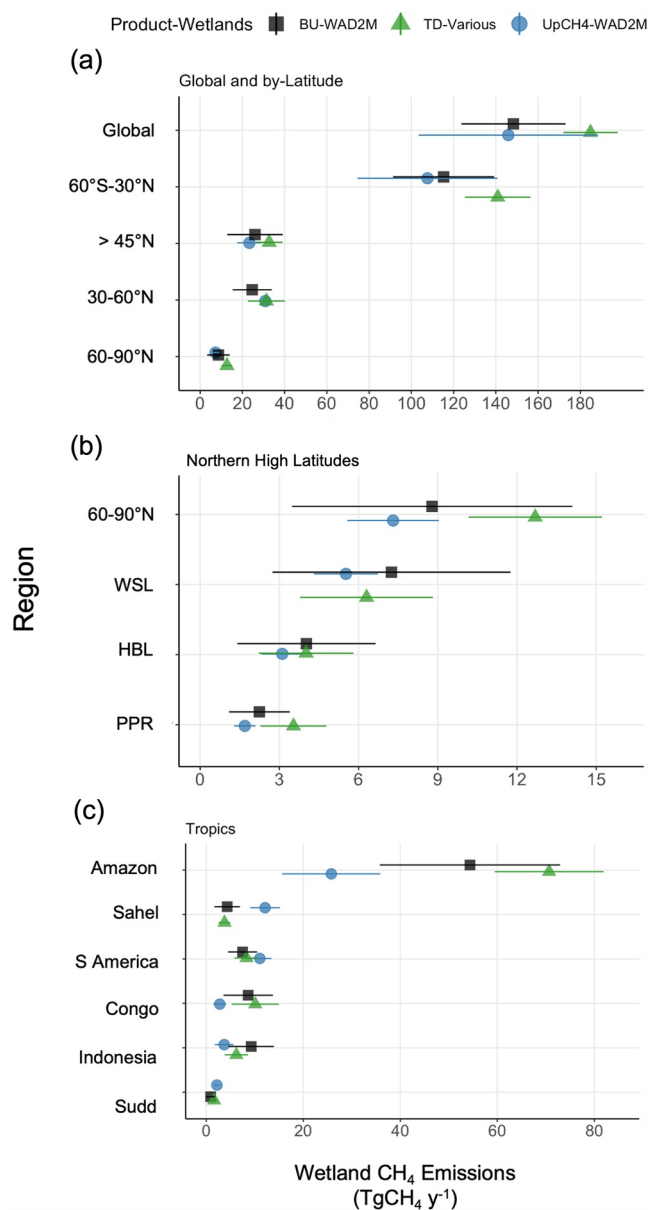 Product-Wetlands BU-WAD2M TD-Various UpCH4-WAD2M
(a)
Global and by-Latitude
Global
60°S-30°N
> 45°N
30-60°N
60-90°N
0 20 40 60 80 100 120 140 160 180
(b)
Northern High Latitudes
60-90°N
WSL
HBL
PPR
0 3 6 9 12 15
Region
(c)
Tropics
Amazon
Sahel
S America
Congo
Indonesia
Sudd
0 20 40 60 80
Wetland CH₄ Emissions
(TgCH₄ y⁻¹)